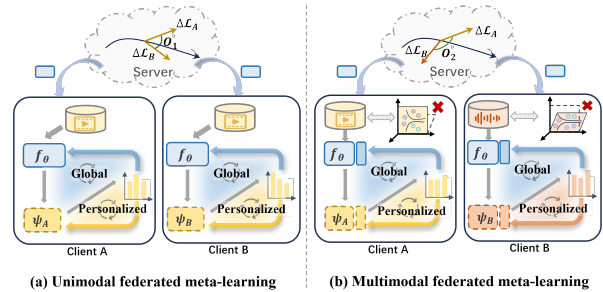 Δℒ_A
O_1
Δℒ_B
Server
f_θ
Global
Personalized
ψ_A
Client A
f_θ
Global
Personalized
ψ_B
Client B
(a) Unimodal federated meta-learning
Δℒ_A
O_2
Δℒ_B
Server
f_θ
Global
Personalized
ψ_A
Client A
f_θ
Global
Personalized
ψ_B
Client B
(b) Multimodal federated meta-learning